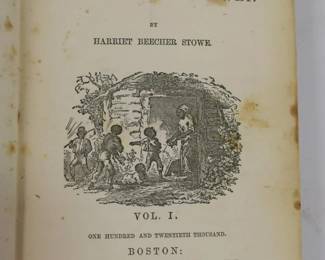 BY
HARRIET BEECHER STOWE.
VOL. I.
ONE HUNDRED AND TWENTIETH THOUSAND.
BOSTON: